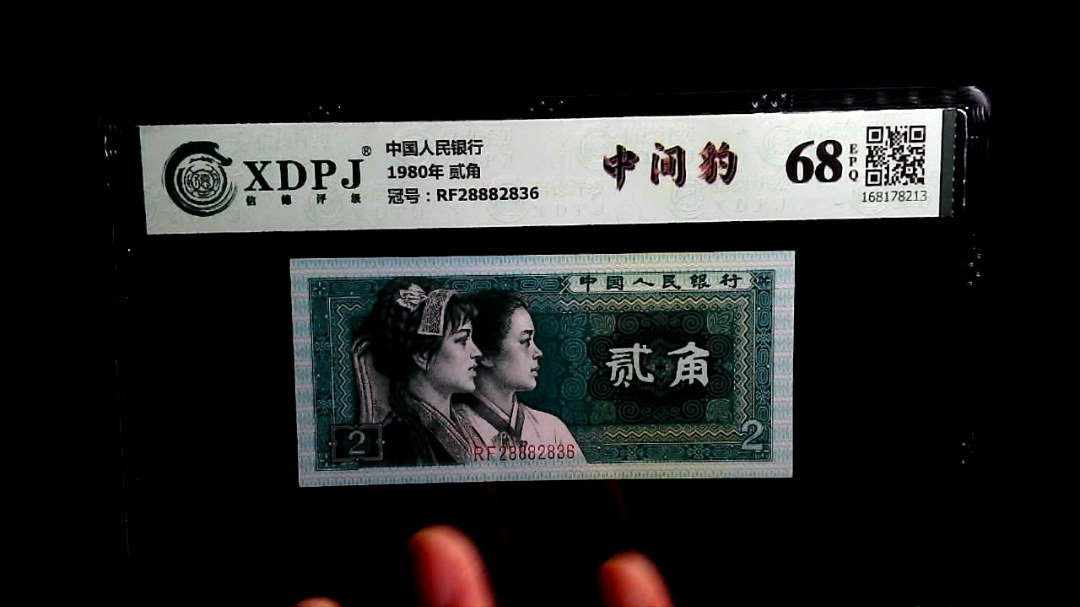 XDPJ®
信德评级
中国人民银行
1980年 贰角
冠号：RF28882836
中间豹
68 EPQ
168178213
中国人民银行
贰角
2
2
RF28882836